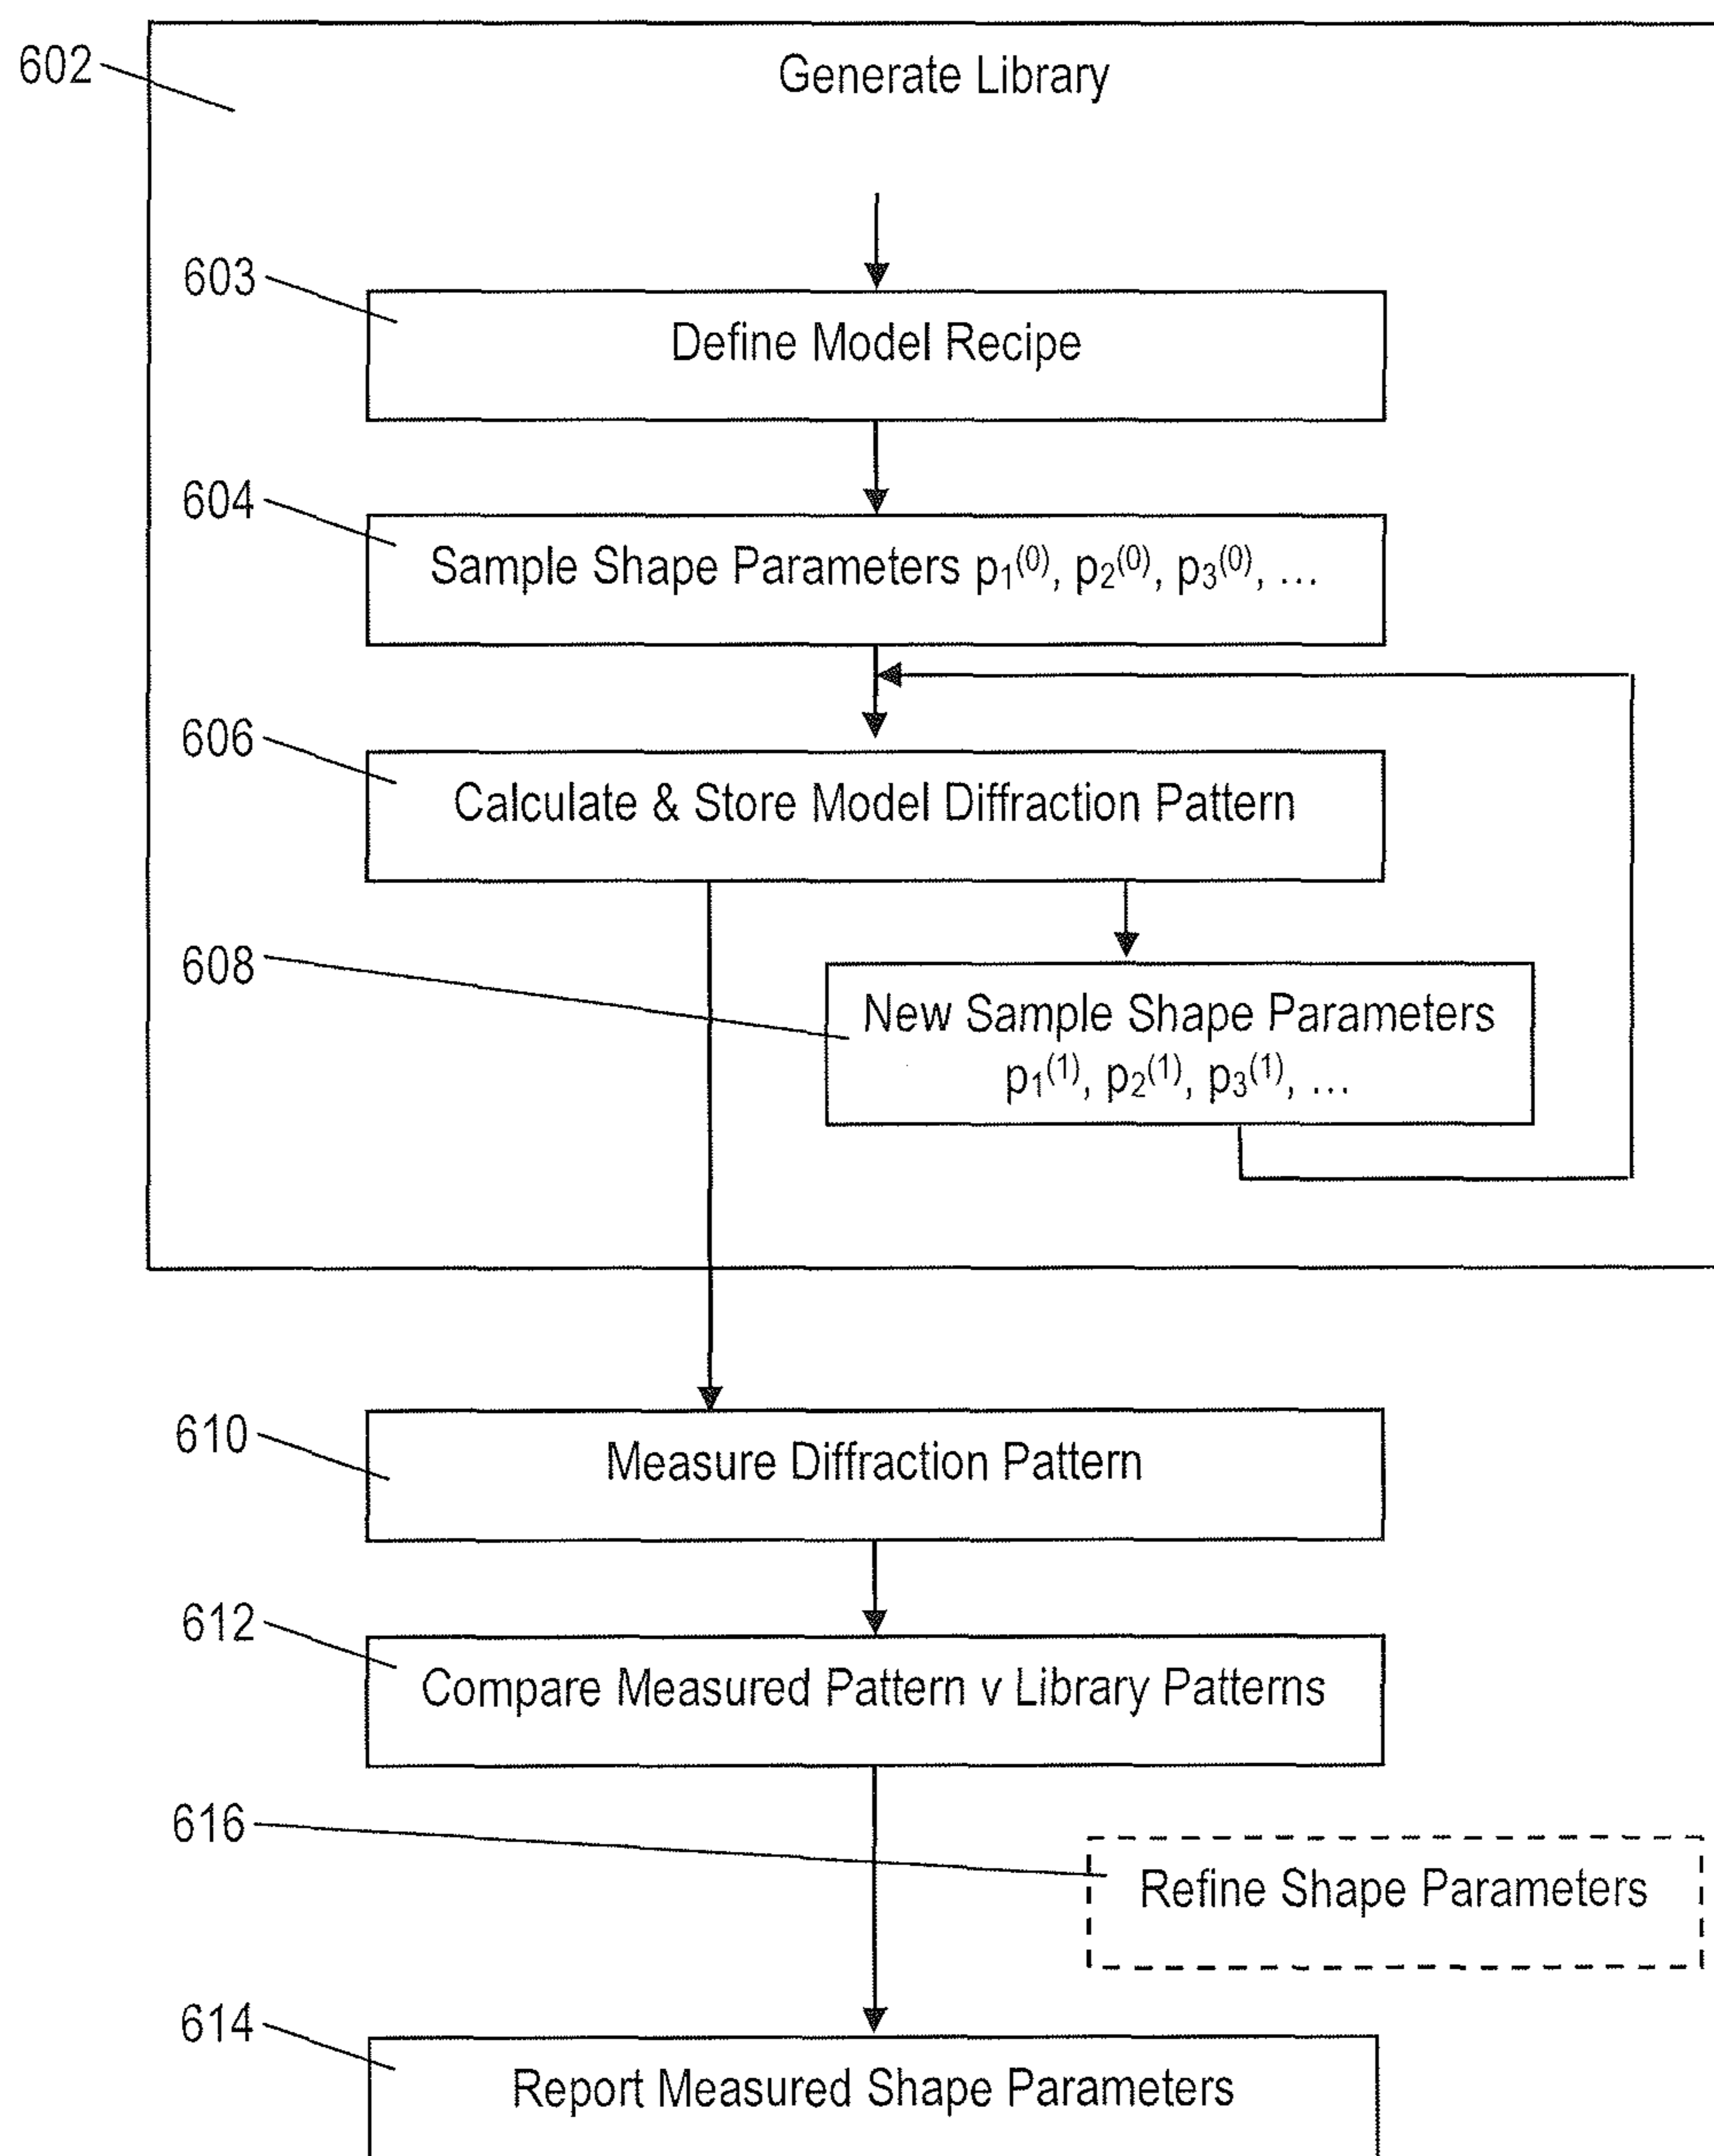 602
Generate Library
603
Define Model Recipe
604
Sample Shape Parameters p₁⁽⁰⁾, p₂⁽⁰⁾, p₃⁽⁰⁾, …
606
Calculate & Store Model Diffraction Pattern
608
New Sample Shape Parameters
p₁⁽¹⁾, p₂⁽¹⁾, p₃⁽¹⁾, …
610
Measure Diffraction Pattern
612
Compare Measured Pattern v Library Patterns
616
Refine Shape Parameters
614
Report Measured Shape Parameters